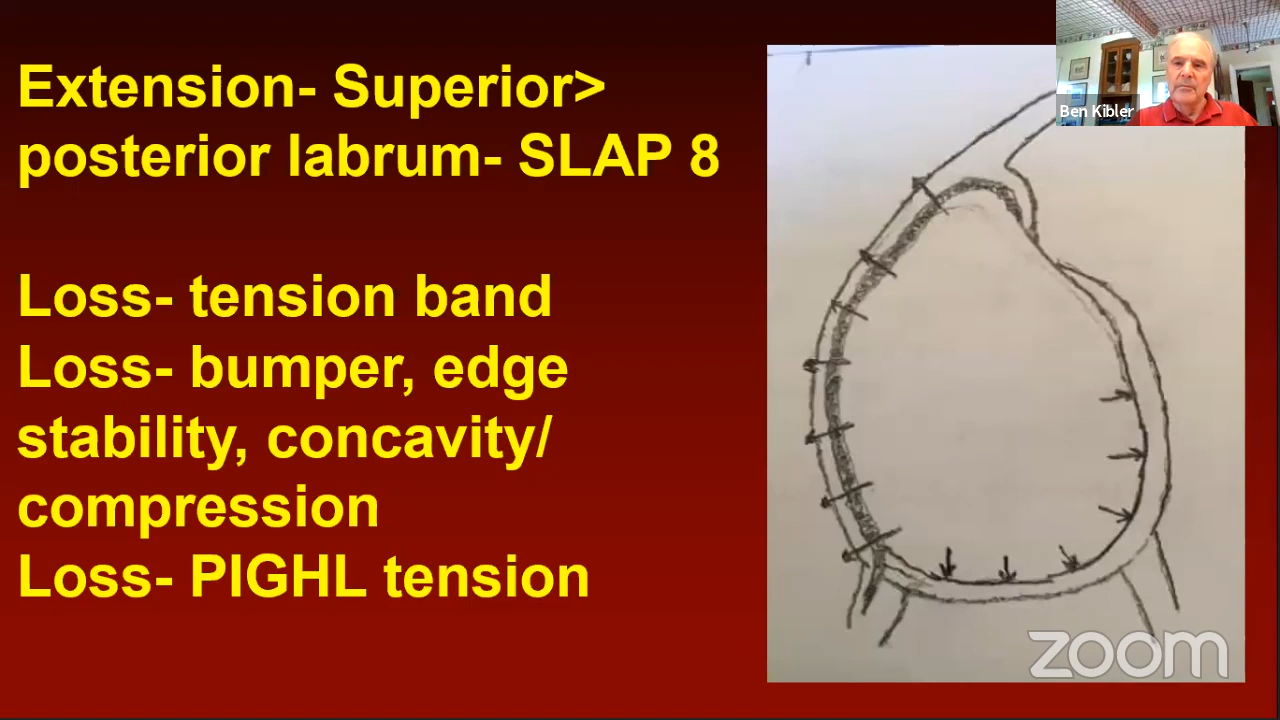 Extension- Superior>
posterior labrum- SLAP 8
Loss- tension band
Loss- bumper, edge
stability, concavity/
compression
Loss- PIGHL tension
Ben Kibler
zoom